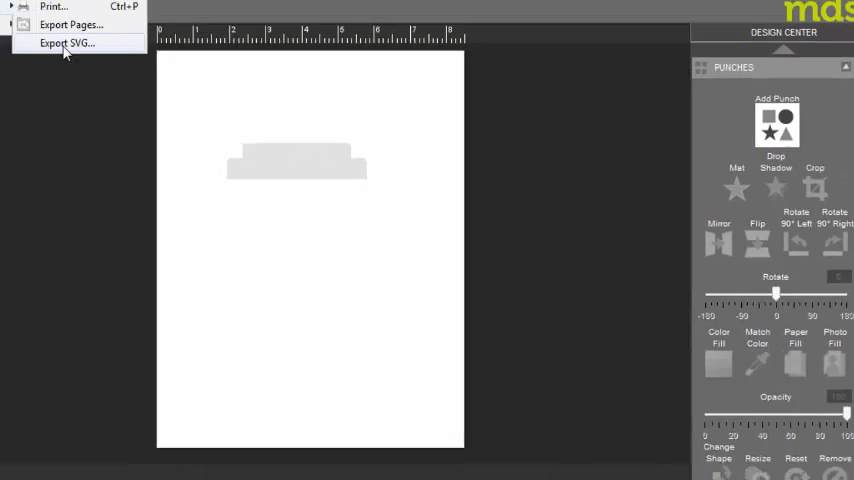 Print... Ctrl+P
Export Pages...
Export SVG...
mds
0 1 2 3 4 5 6 7 8
DESIGN CENTER
PUNCHES
Add Punch
Mat Drop Shadow Crop
Mirror Flip Rotate 90° Left Rotate 90° Right
Rotate 0
-180 -90 0 90 180
Color Fill Match Color Paper Fill Photo Fill
Opacity 100
0 20 40 60 80 100
Change Shape Resize Reset Remove